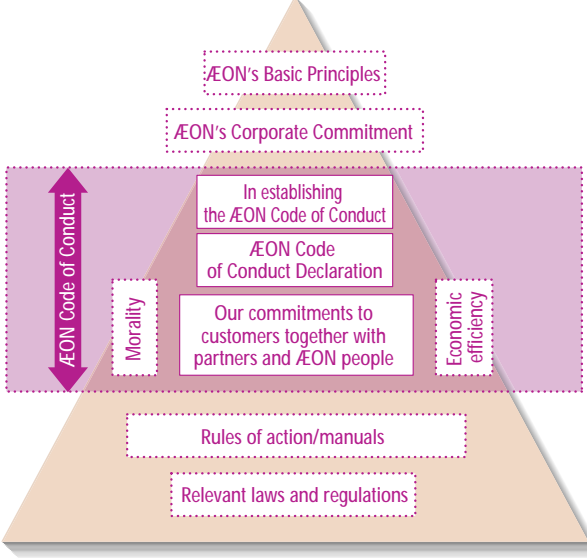 ÆON's Basic Principles
ÆON's Corporate Commitment
ÆON Code of Conduct
In establishing
the ÆON Code of Conduct
ÆON Code
of Conduct Declaration
Morality
Our commitments to
customers together with
partners and ÆON people
Economic
efficiency
Rules of action/manuals
Relevant laws and regulations